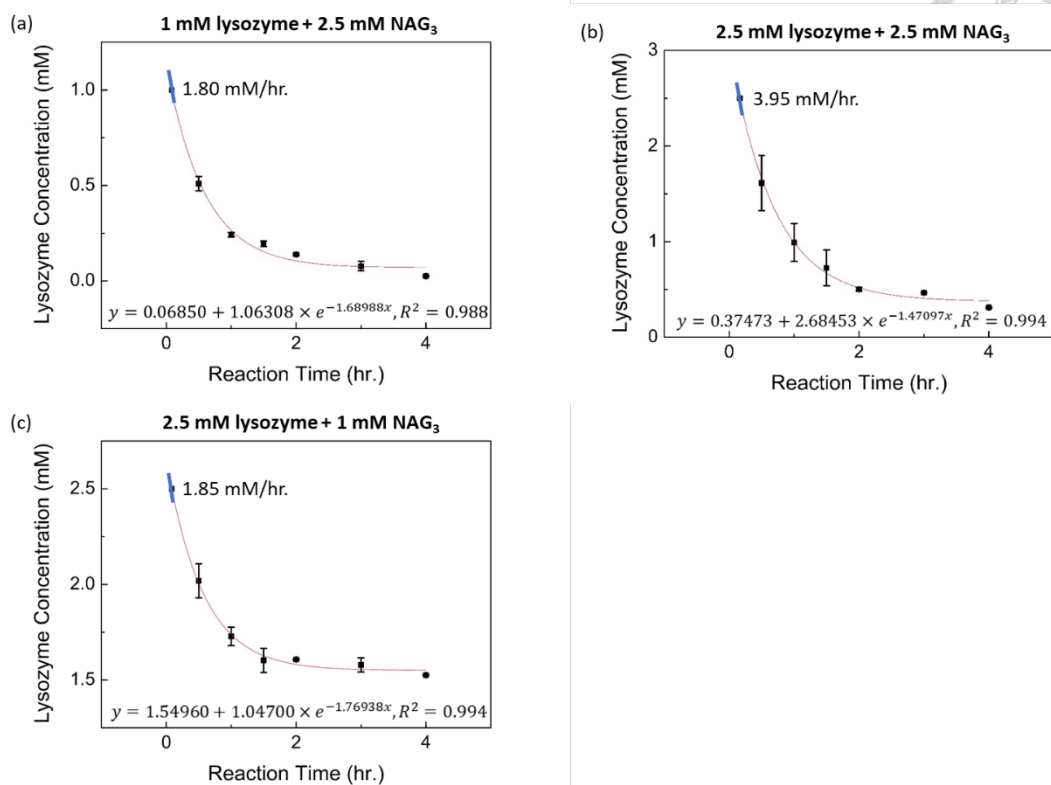 (a)
1 mM lysozyme + 2.5 mM NAG₃
1.80 mM/hr.
Lysozyme Concentration (mM)
1.0
0.5
0.0
y = 0.06850 + 1.06308 × e^{-1.68988x}, R² = 0.988
0 2 4
Reaction Time (hr.)
(b)
2.5 mM lysozyme + 2.5 mM NAG₃
3.95 mM/hr.
Lysozyme Concentration (mM)
3
2
1
0
y = 0.37473 + 2.68453 × e^{-1.47097x}, R² = 0.994
0 2 4
Reaction Time (hr.)
(c)
2.5 mM lysozyme + 1 mM NAG₃
1.85 mM/hr.
Lysozyme Concentration (mM)
2.5
2.0
1.5
y = 1.54960 + 1.04700 × e^{-1.76938x}, R² = 0.994
0 2 4
Reaction Time (hr.)